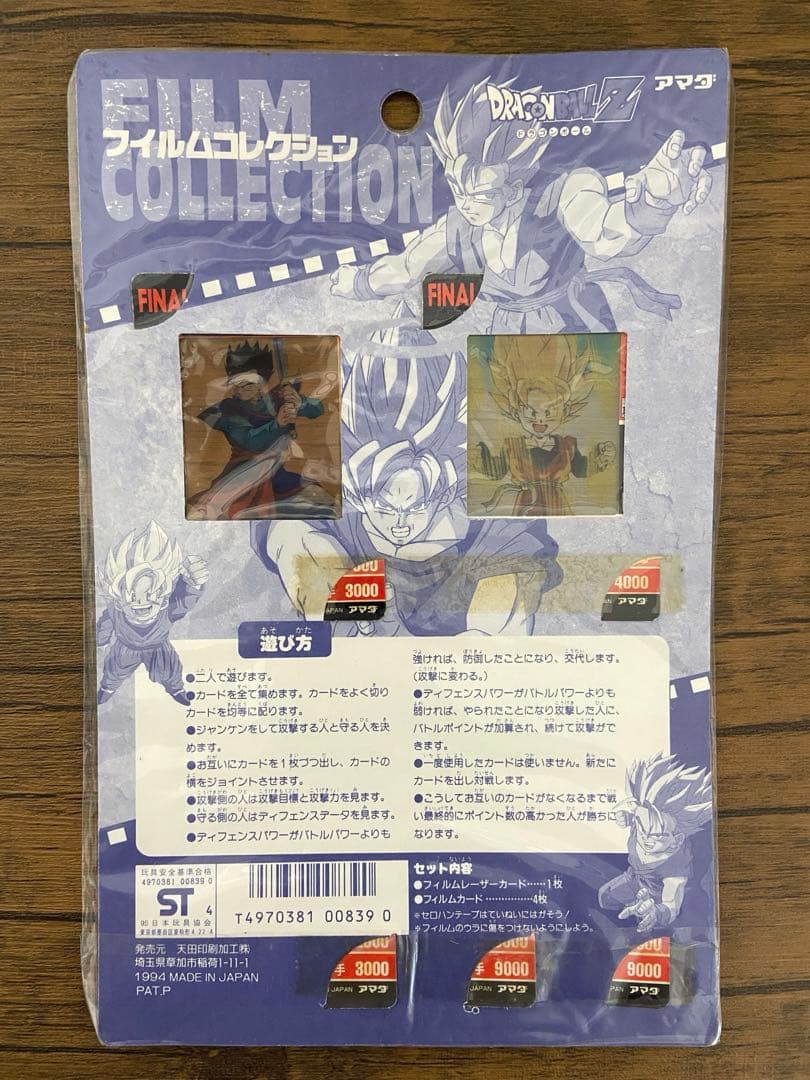 FILM
フィルムコレクション
COLLECTION
DRAGONBALL Z
ドラゴンボール
アマダ
FINAL
FINAL
000
手 3000
JAPAN アマダ
4000
PAN アマダ
遊び方
あそ かた
●二人で遊びます。
●カードを全て集めます。カードをよく切り
カードを均等に配ります。
●ジャンケンをして攻撃する人と守る人を決
めます。
●お互いにカードを1枚づつ出し、カードの
横をジョイントさせます。
●攻撃側の人は攻撃目標と攻撃力を見ます。
●守る側の人はディフェンスデータを見ます。
●ディフェンスパワーがバトルパワーよりも
強ければ、防御したことになり、交代します。
(攻撃に変わる。)
●ディフェンスパワーがバトルパワーよりも
弱ければ、やられたことになり攻撃した人に、
バトルポイントが加算され、続けて攻撃がで
きます。
●一度使用したカードは使いません。新たに
カードを出し対戦します。
●こうしてお互いのカードがなくなるまで戦
い最終的にポイント数の高かった人が勝ちに
なります。
玩具安全基準合格
4970381 00839 0
ST 4
T4970381 00839 0
セット内容
●フィルムレーザーカード……1枚
●フィルムカード……………4枚
※セロハンテープはていねいにはがそう!
※フィルムのウラに傷をつけないようにしよう。
発売元 天田印刷加工㈱
埼玉県草加市稲荷1-11-1
1994 MADE IN JAPAN
PAT.P
手 3000
JAPAN アマダ
手 9000
JAPAN アマダ
9000
JAPAN アマダ